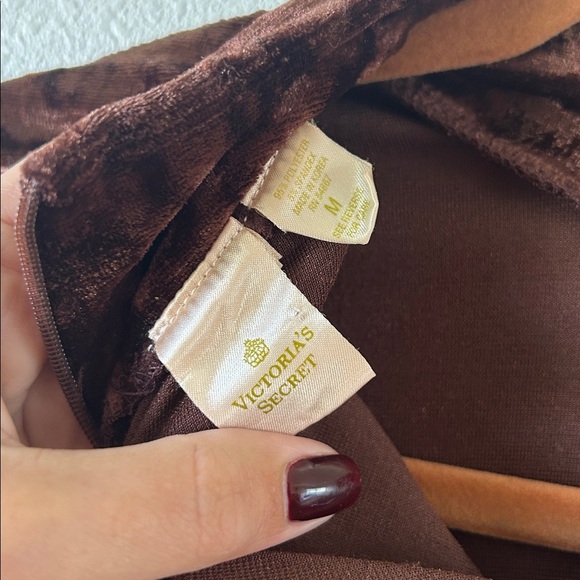 95% POLYESTER
5% SPANDEX
MADE IN KOREA
M
SEE REVERSE
FOR CARE
VICTORIA'S
SECRET